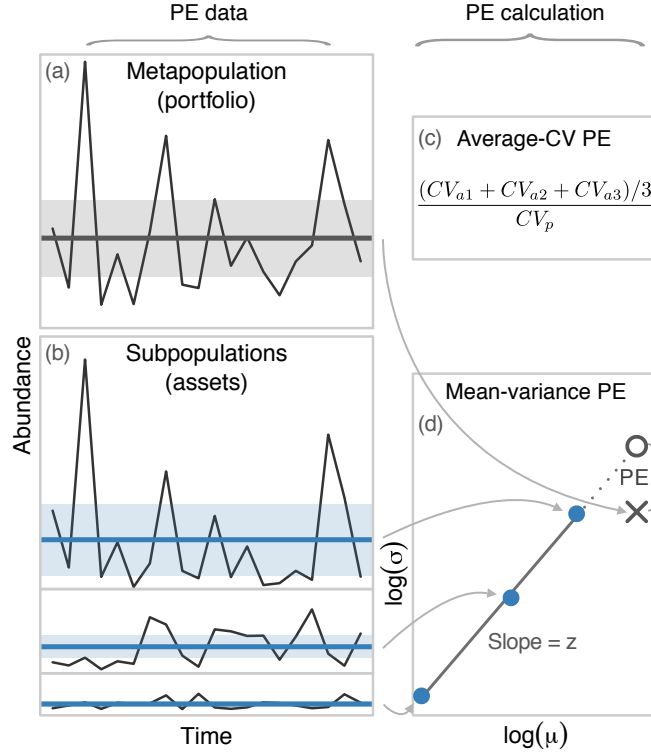 PE data
PE calculation
(a)
Metapopulation
(portfolio)
(c)
Average-CV PE
(CV_{a1} + CV_{a2} + CV_{a3})/3
CV_p
Abundance
(b)
Subpopulations
(assets)
Mean-variance PE
(d)
PE
log(σ)
Slope = z
Time
log(μ)